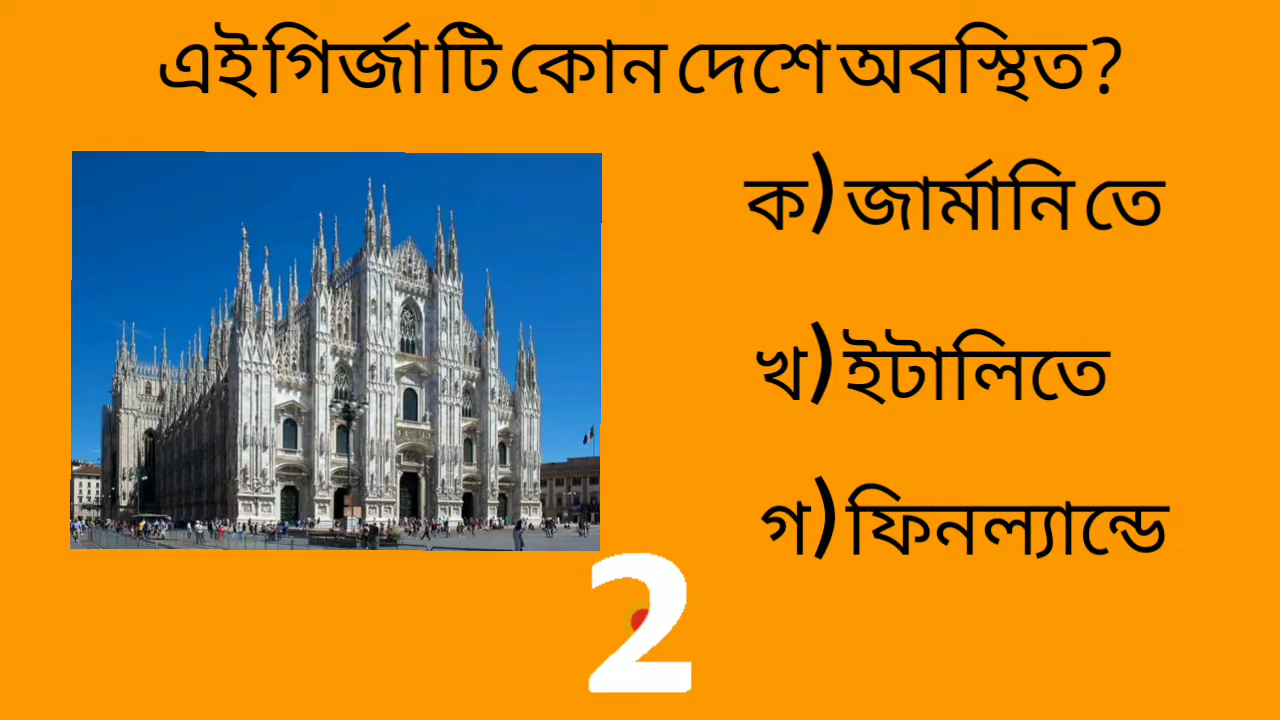 এই গির্জা টি কোন দেশে অবস্থিত?
ক) জার্মানি তে
খ) ইটালিতে
গ) ফিনল্যান্ডে
2